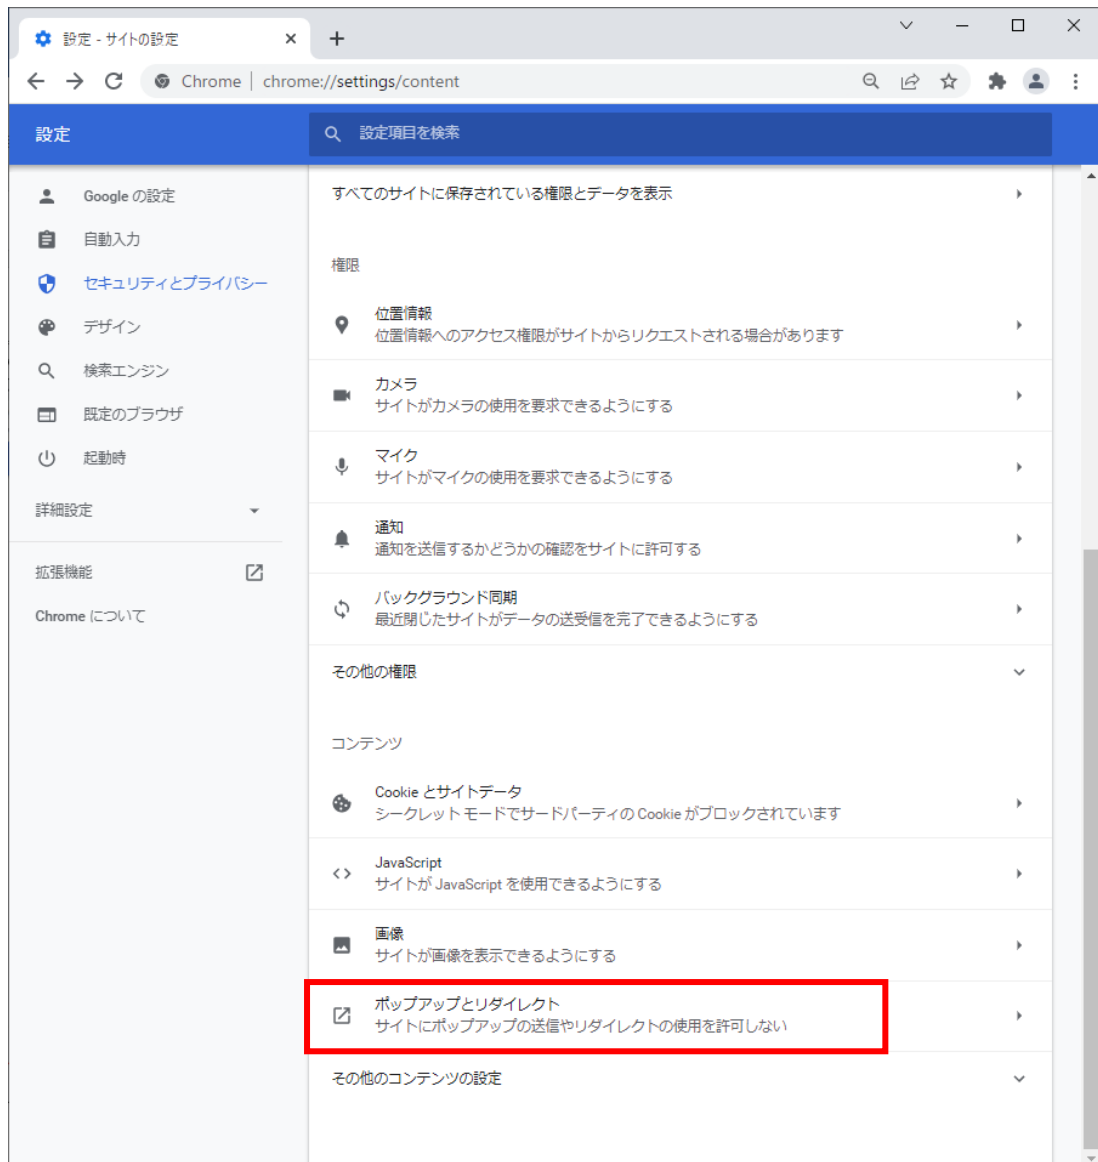 設定 - サイトの設定
Chrome
chrome://settings/content
設定
設定項目を検索
Google の設定
自動入力
セキュリティとプライバシー
デザイン
検索エンジン
既定のブラウザ
起動時
詳細設定
拡張機能
Chrome について
すべてのサイトに保存されている権限とデータを表示
権限
位置情報
位置情報へのアクセス権限がサイトからリクエストされる場合があります
カメラ
サイトがカメラの使用を要求できるようにする
マイク
サイトがマイクの使用を要求できるようにする
通知
通知を送信するかどうかの確認をサイトに許可する
バックグラウンド同期
最近閉じたサイトがデータの送受信を完了できるようにする
その他の権限
コンテンツ
Cookie とサイトデータ
シークレット モードでサードパーティの Cookie がブロックされています
JavaScript
サイトが JavaScript を使用できるようにする
画像
サイトが画像を表示できるようにする
ポップアップとリダイレクト
サイトにポップアップの送信やリダイレクトの使用を許可しない
その他のコンテンツの設定